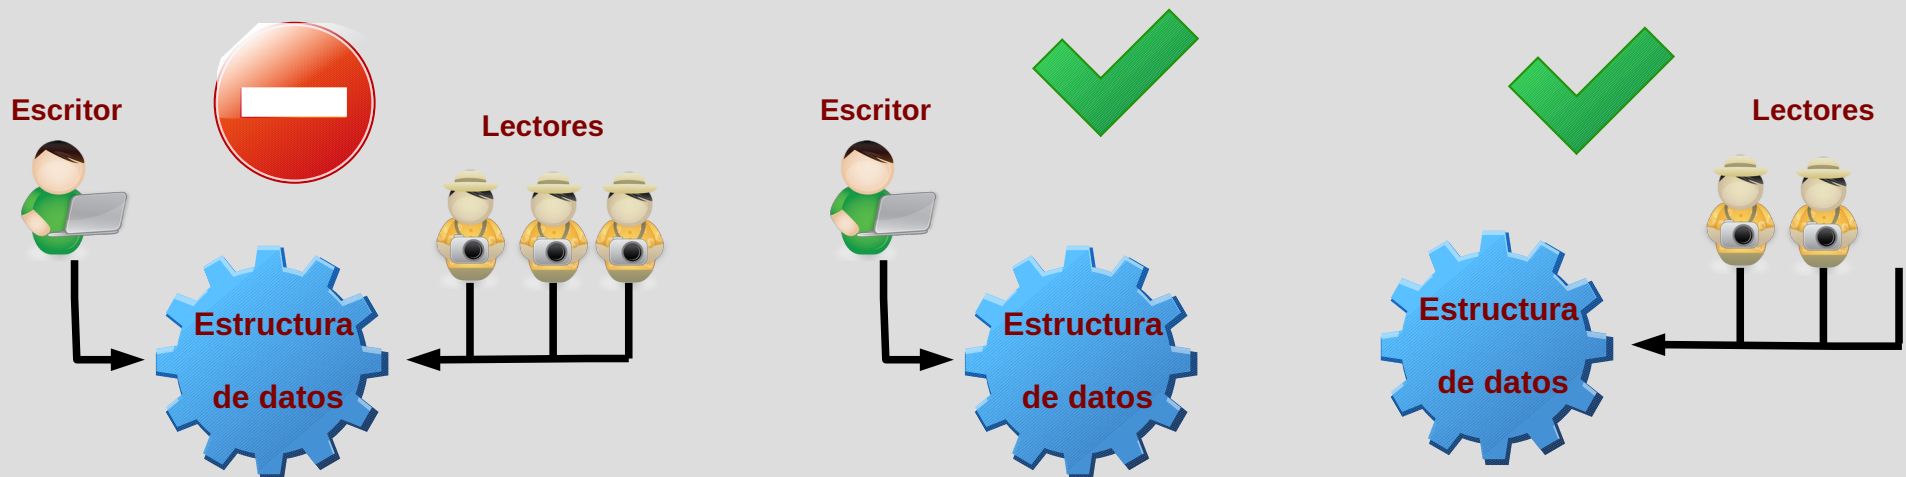 Escritor
Lectores
Estructura
de datos
Escritor
Estructura
de datos
Lectores
Estructura
de datos